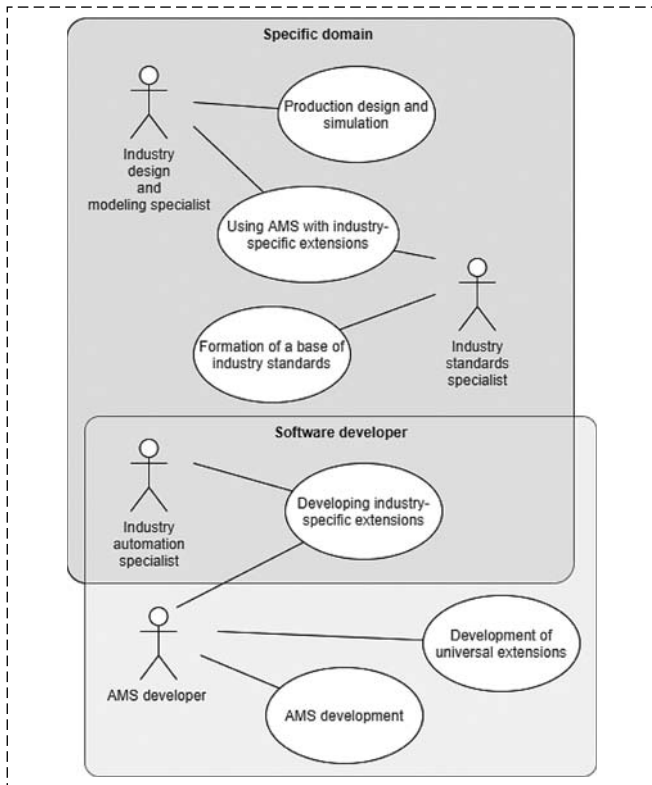 Specific domain
Production design and
simulation
Industry
design
and
modeling specialist
Using AMS with industry-
specific extensions
Formation of a base of
industry standards
Industry
standards
specialist
Software developer
Industry
automation
specialist
Developing industry-
specific extensions
Development of
universal extensions
AMS developer
AMS development